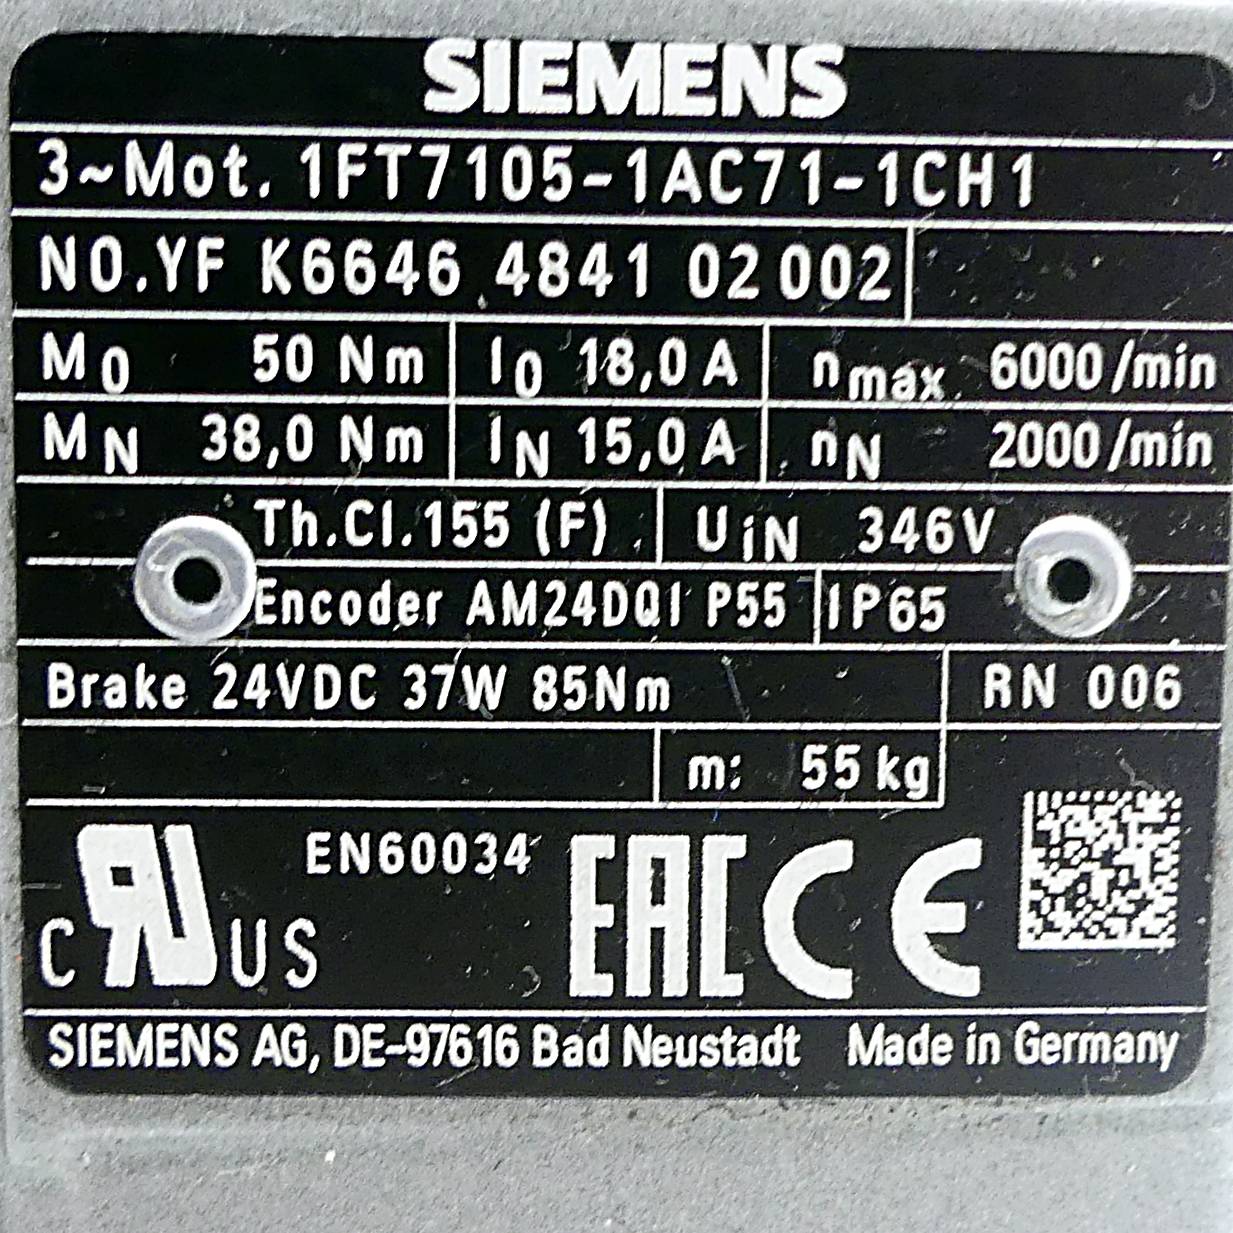 SIEMENS
3~Mot. 1FT7105-1AC71-1CH1
NO.YF K6646 4841 02 002
M0 50 Nm I0 18,0 A nmax. 6000/min
MN 38,0 Nm IN 15,0 A nN 2000/min
Th.Cl.155 (F) UiN 346V
Encoder AM24DQI P55 IP65
Brake 24VDC 37W 85Nm RN 006
m: 55 kg
EN60034 EAC CE
C RU US
SIEMENS AG, DE-97616 Bad Neustadt Made in Germany